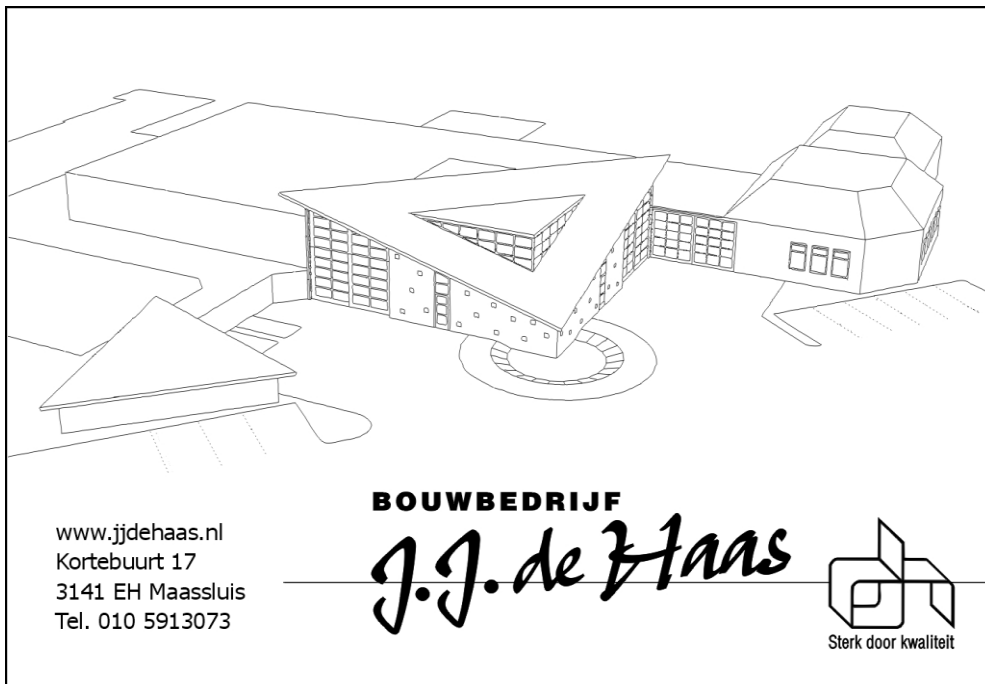 www.jjdehaas.nl
Kortebuurt 17
3141 EH Maassluis
Tel. 010 5913073
BOUWBEDRIJF
J.J. de Haas
Sterk door kwaliteit